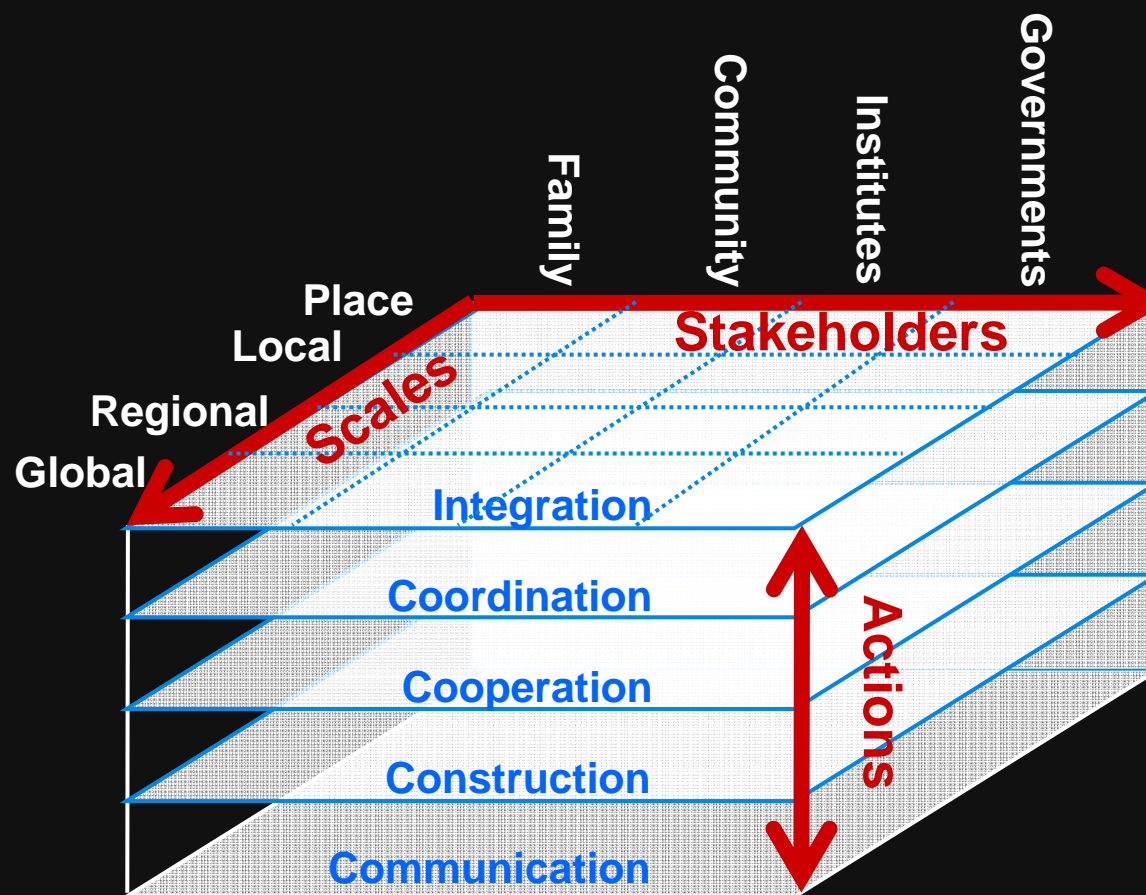 Family
Community
Institutes
Governments
Place
Local
Regional
Global
Stakeholders
Scales
Integration
Coordination
Cooperation
Construction
Communication
Actions